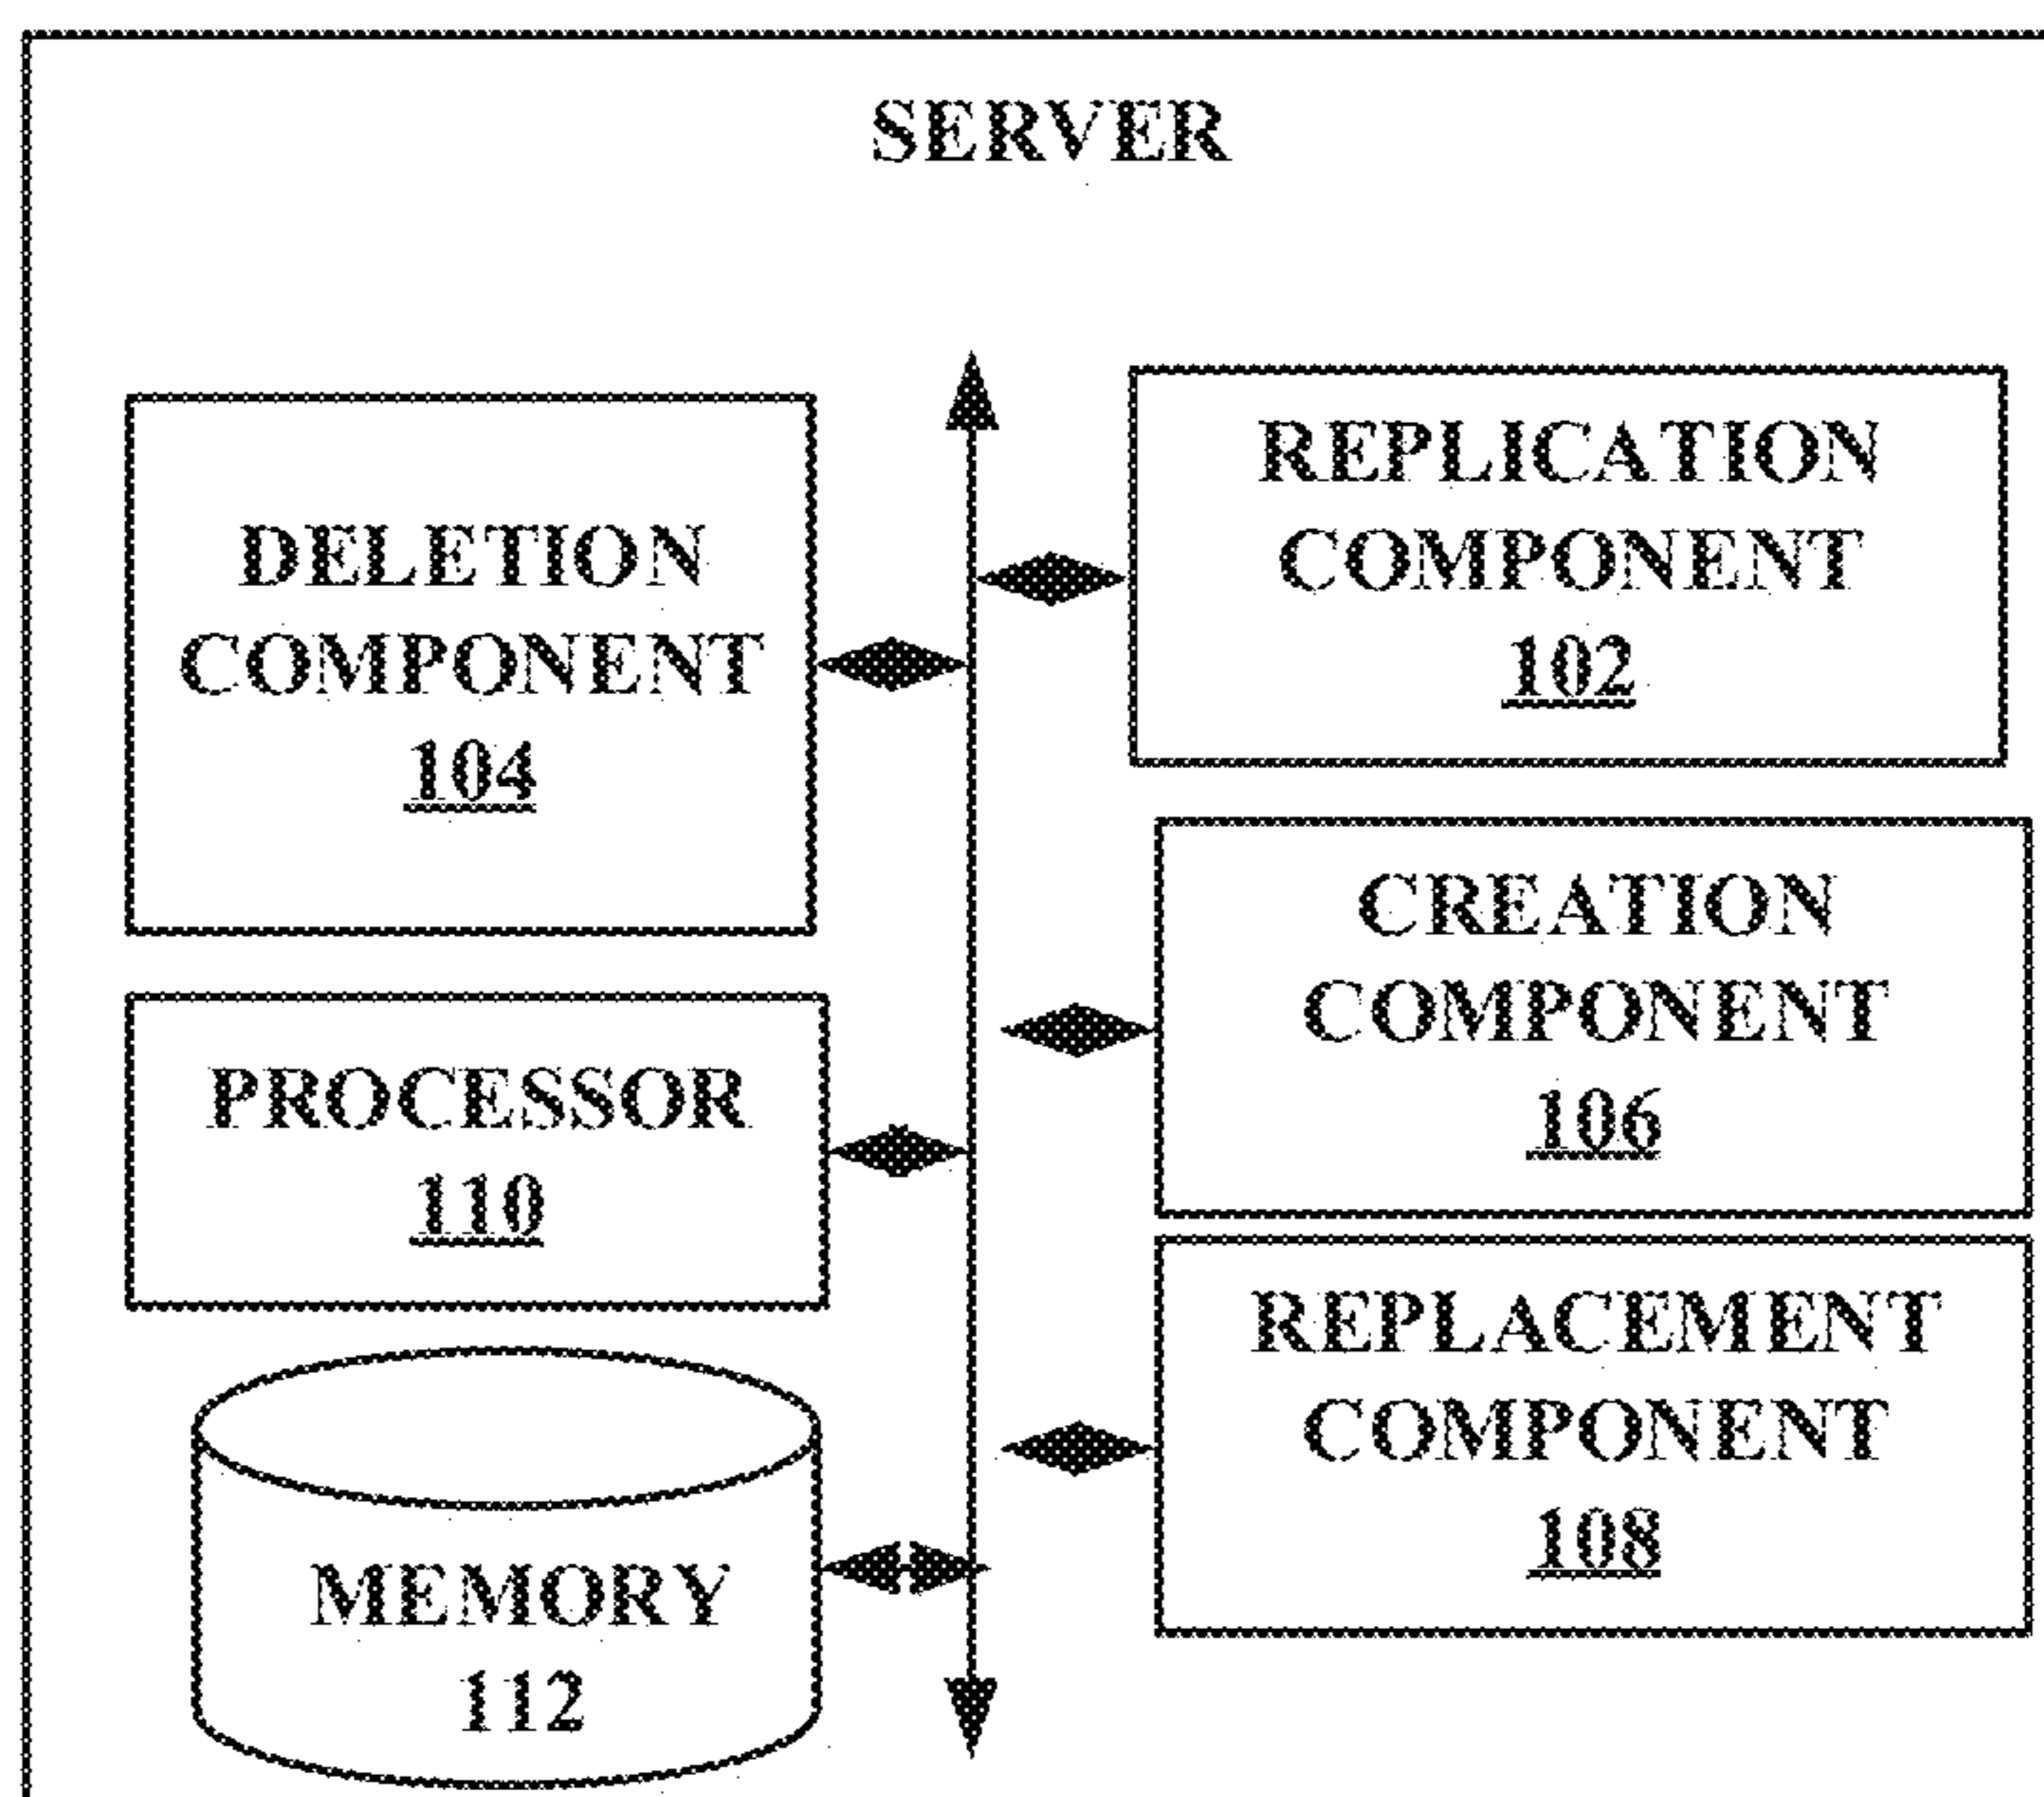 SERVER
DELETION
COMPONENT
104
REPLICATION
COMPONENT
102
CREATION
COMPONENT
106
PROCESSOR
110
REPLACEMENT
COMPONENT
108
MEMORY
112